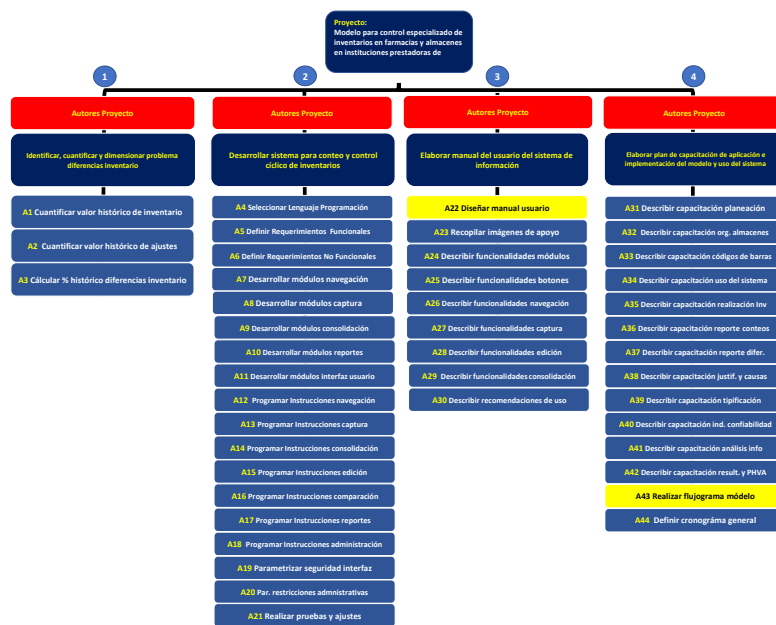 Proyecto:
Modelo para control especializado de
inventarios en farmacias y almacenes
en instituciones prestadoras de
1
2
3
4
Autores Proyecto
Autores Proyecto
Autores Proyecto
Autores Proyecto
Identificar, cuantificar y dimensionar problema
diferencias inventario
Desarrollar sistema para conteo y control
cíclico de inventarios
Elaborar manual del usuario del sistema de
información
Elaborar plan de capacitación de aplicación e
implementación del modelo y uso del sistema
A1 Cuantificar valor histórico de inventario
A2 Cuantificar valor histórico de ajustes
A3 Cálcular % histórico diferencias inventario
A4 Seleccionar Lenguaje Programación
A5 Definir Requerimientos Funcionales
A6 Definir Requerimientos No Funcionales
A7 Desarrollar módulos navegación
A8 Desarrollar módulos captura
A9 Desarrollar módulos consolidación
A10 Desarrollar módulos reportes
A11 Desarrollar módulos interfaz usuario
A12 Programar Instrucciones navegación
A13 Programar Instrucciones captura
A14 Programar Instrucciones consolidación
A15 Programar Instrucciones edición
A16 Programar Instrucciones comparación
A17 Programar Instrucciones reportes
A18 Programar Instrucciones administración
A19 Parametrizar seguridad interfaz
A20 Par. restricciones admnistrativas
A21 Realizar pruebas y ajustes
A22 Diseñar manual usuario
A23 Recopilar imágenes de apoyo
A24 Describir funcionalidades módulos
A25 Describir funcionalidades botones
A26 Describir funcionalidades navegación
A27 Describir funcionalidades captura
A28 Describir funcionalidades edición
A29 Describir funcionalidades consolidación
A30 Describir recomendaciones de uso
A31 Describir capacitación planeación
A32 Describir capacitación org. almacenes
A33 Describir capacitación códigos de barras
A34 Describir capacitación uso del sistema
A35 Describir capacitación realización Inv
A36 Describir capacitación reporte conteos
A37 Describir capacitación reporte difer.
A38 Describir capacitación justif. y causas
A39 Describir capacitación tipificación
A40 Describir capacitación ind. confiabilidad
A41 Describir capacitación análisis info
A42 Describir capacitación result. y PHVA
A43 Realizar flujograma módelo
A44 Definir cronográma general